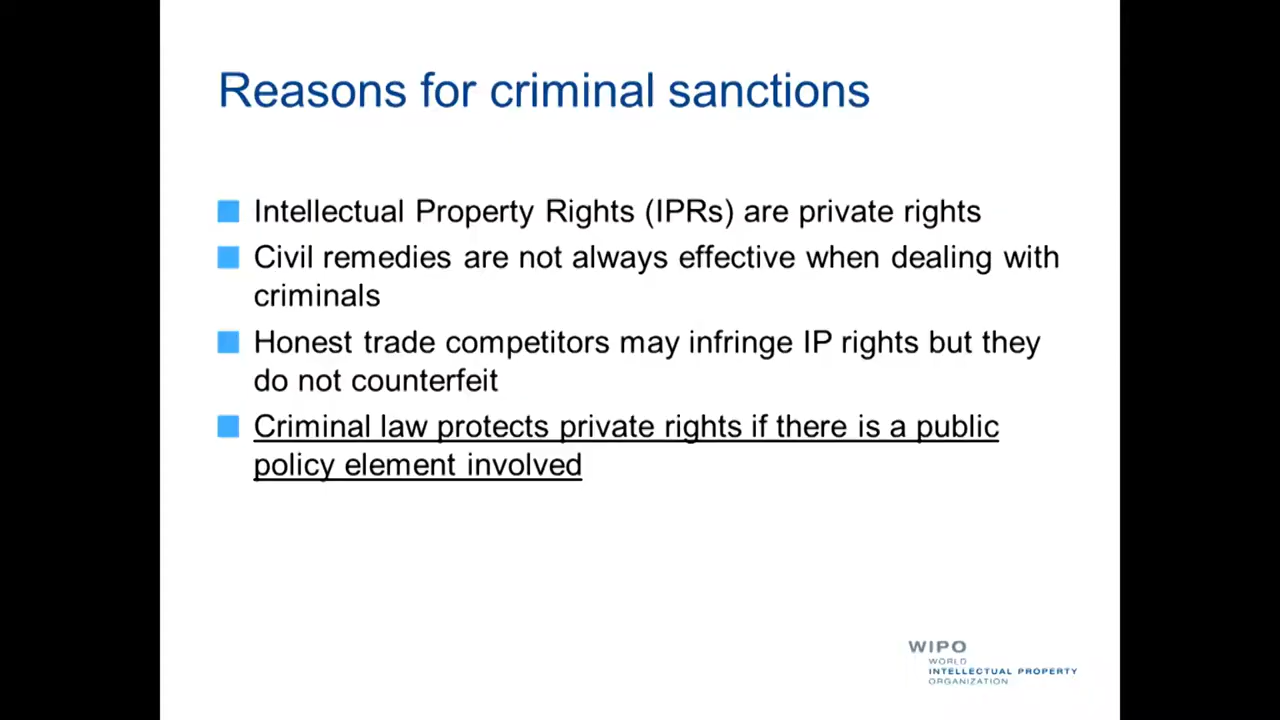 Reasons for criminal sanctions
Intellectual Property Rights (IPRs) are private rights
Civil remedies are not always effective when dealing with
criminals
Honest trade competitors may infringe IP rights but they
do not counterfeit
Criminal law protects private rights if there is a public
policy element involved
WIPO
WORLD
INTELLECTUAL PROPERTY
ORGANIZATION